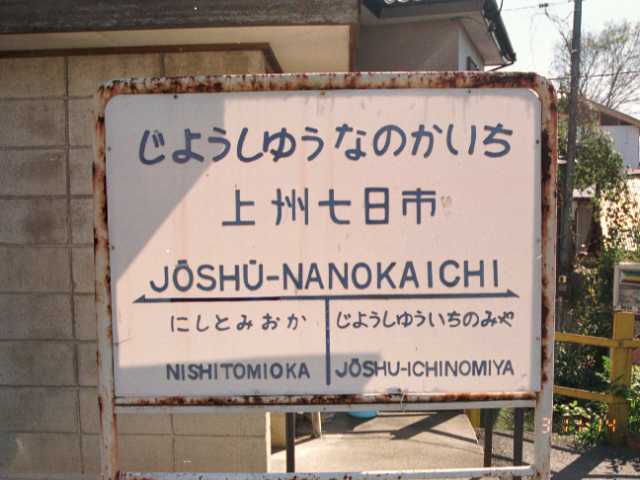 じようしゆうなのかいち
上州七日市
JŌSHŪ-NANOKAICHI
にしとみおか
じようしゆういちのみや
NISHITOMIOKA
JŌSHU-ICHINOMIYA